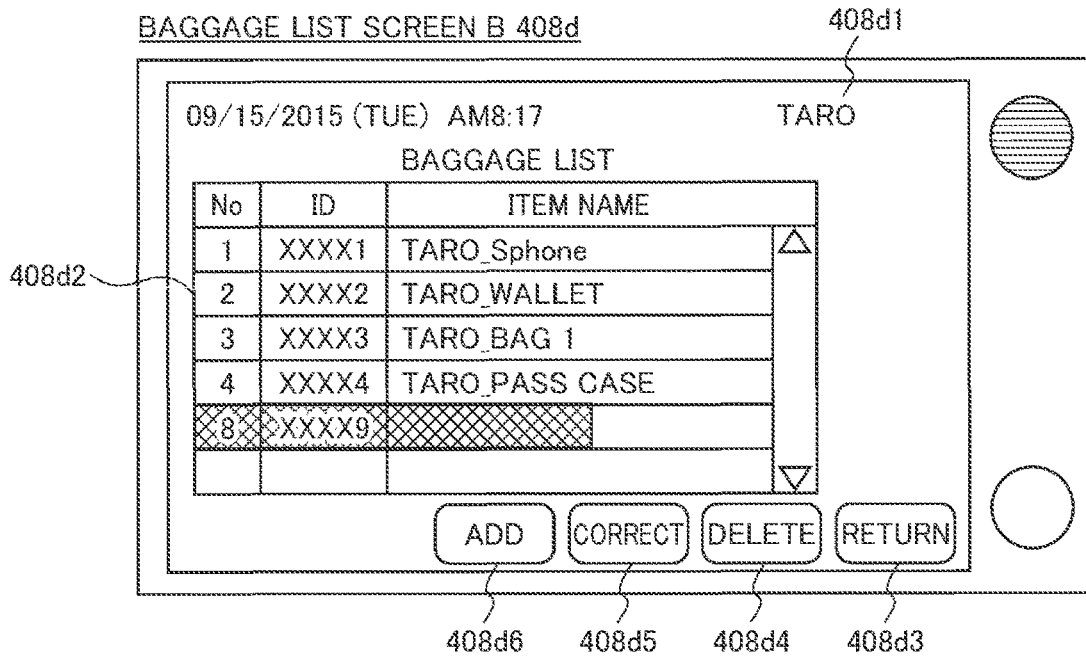 BAGGAGE LIST SCREEN B 408d
408d1
09/15/2015 (TUE) AM8:17 TARO
BAGGAGE LIST
No ID ITEM NAME
1 XXXX1 TARO_Sphone
408d2
2 XXXX2 TARO_WALLET
3 XXXX3 TARO_BAG 1
4 XXXX4 TARO_PASS CASE
8 XXXX9
ADD CORRECT DELETE RETURN
408d6 408d5 408d4 408d3